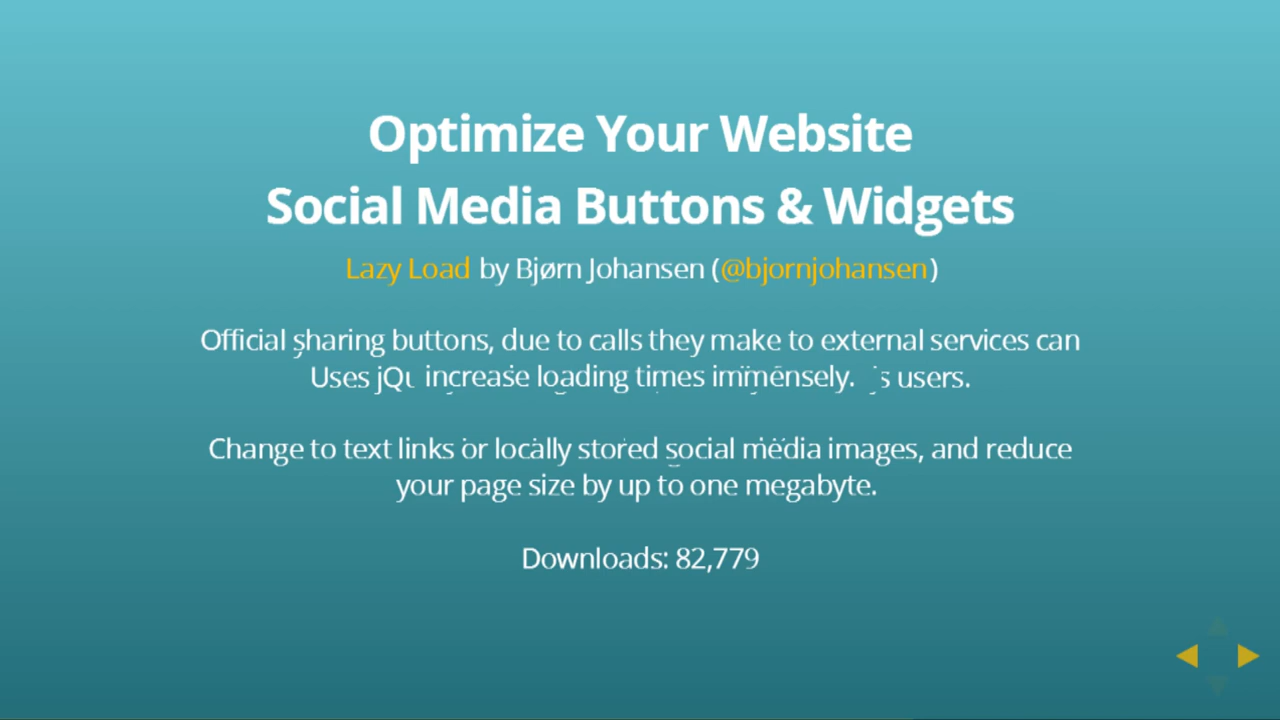 Optimize Your Website
Social Media Buttons & Widgets
Lazy Load by Bjørn Johansen (@bjornjohansen)
Official sharing buttons, due to calls they make to external services can
Uses increase loading times immensely. users.
Change to text links or locally stored social media images, and reduce
your page size by up to one megabyte.
Downloads: 82,779